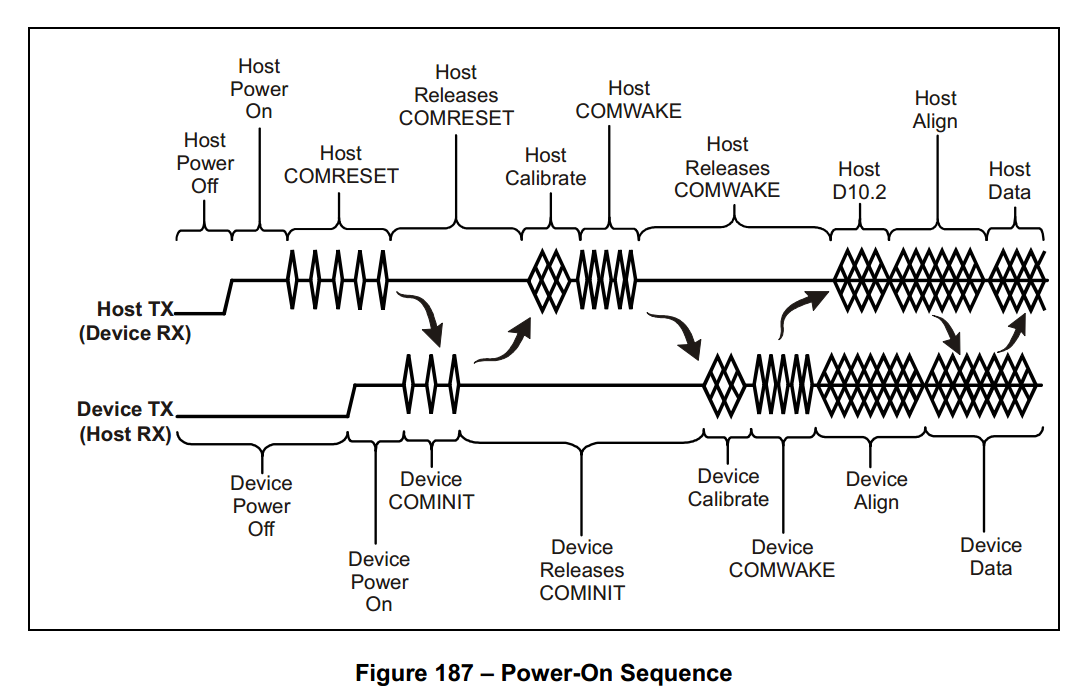 Host
Power
Off
Host
Power
On
Host
COMRESET
Host
Releases
COMRESET
Host
Calibrate
Host
COMWAKE
Host
Releases
COMWAKE
Host
D10.2
Host
Align
Host
Data
Host TX
(Device RX)
Device TX
(Host RX)
Device
Power
Off
Device
Power
On
Device
COMINIT
Device
Releases
COMINIT
Device
Calibrate
Device
COMWAKE
Device
Align
Device
Data
Figure 187 – Power-On Sequence